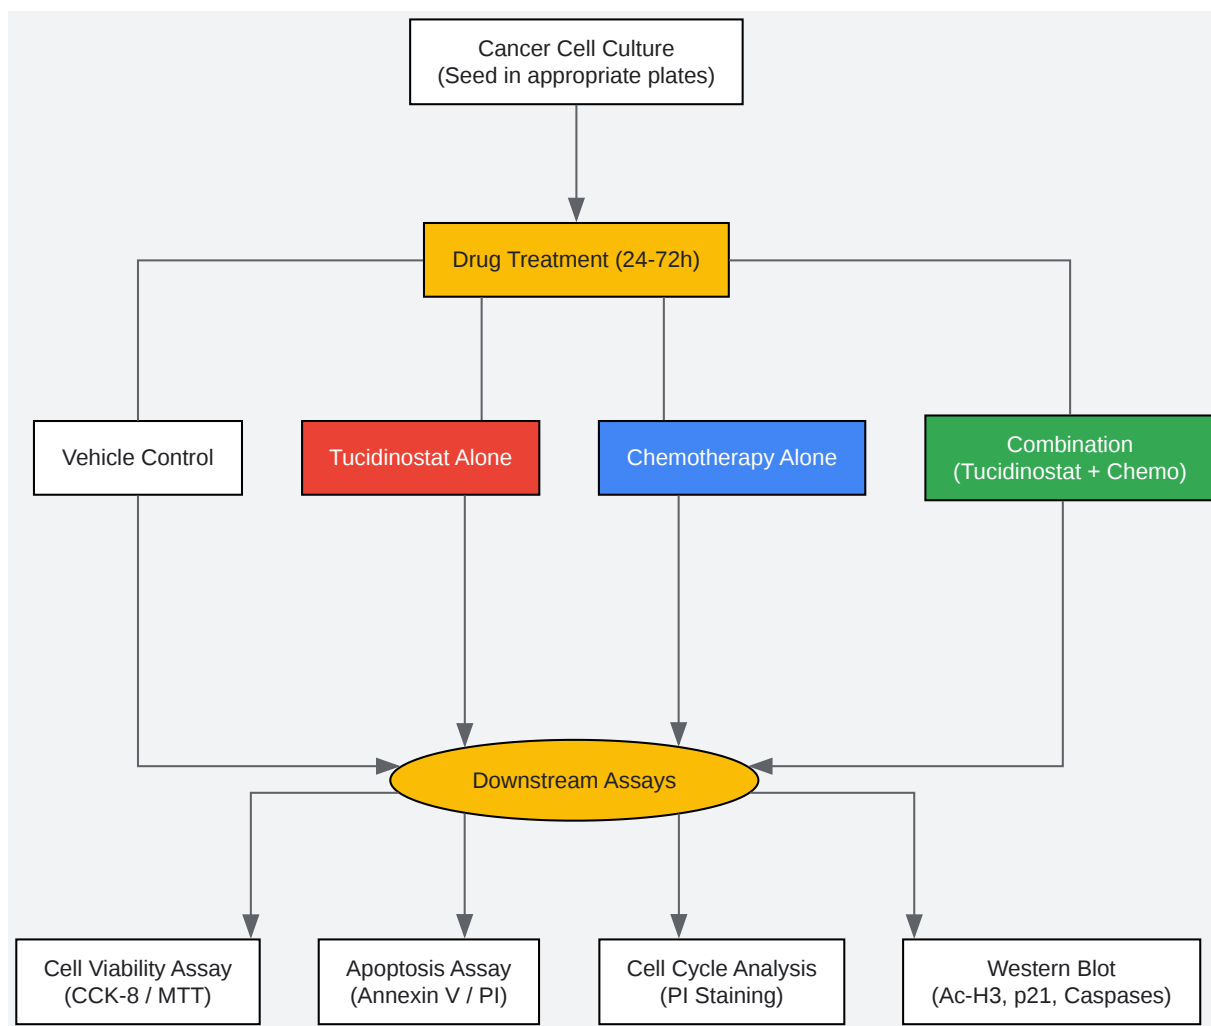 Cancer Cell Culture
(Seed in appropriate plates)
Drug Treatment (24-72h)
Vehicle Control
Tucidinostat Alone
Chemotherapy Alone
Combination
(Tucidinostat + Chemo)
Downstream Assays
Cell Viability Assay
(CCK-8 / MTT)
Apoptosis Assay
(Annexin V / PI)
Cell Cycle Analysis
(PI Staining)
Western Blot
(Ac-H3, p21, Caspases)